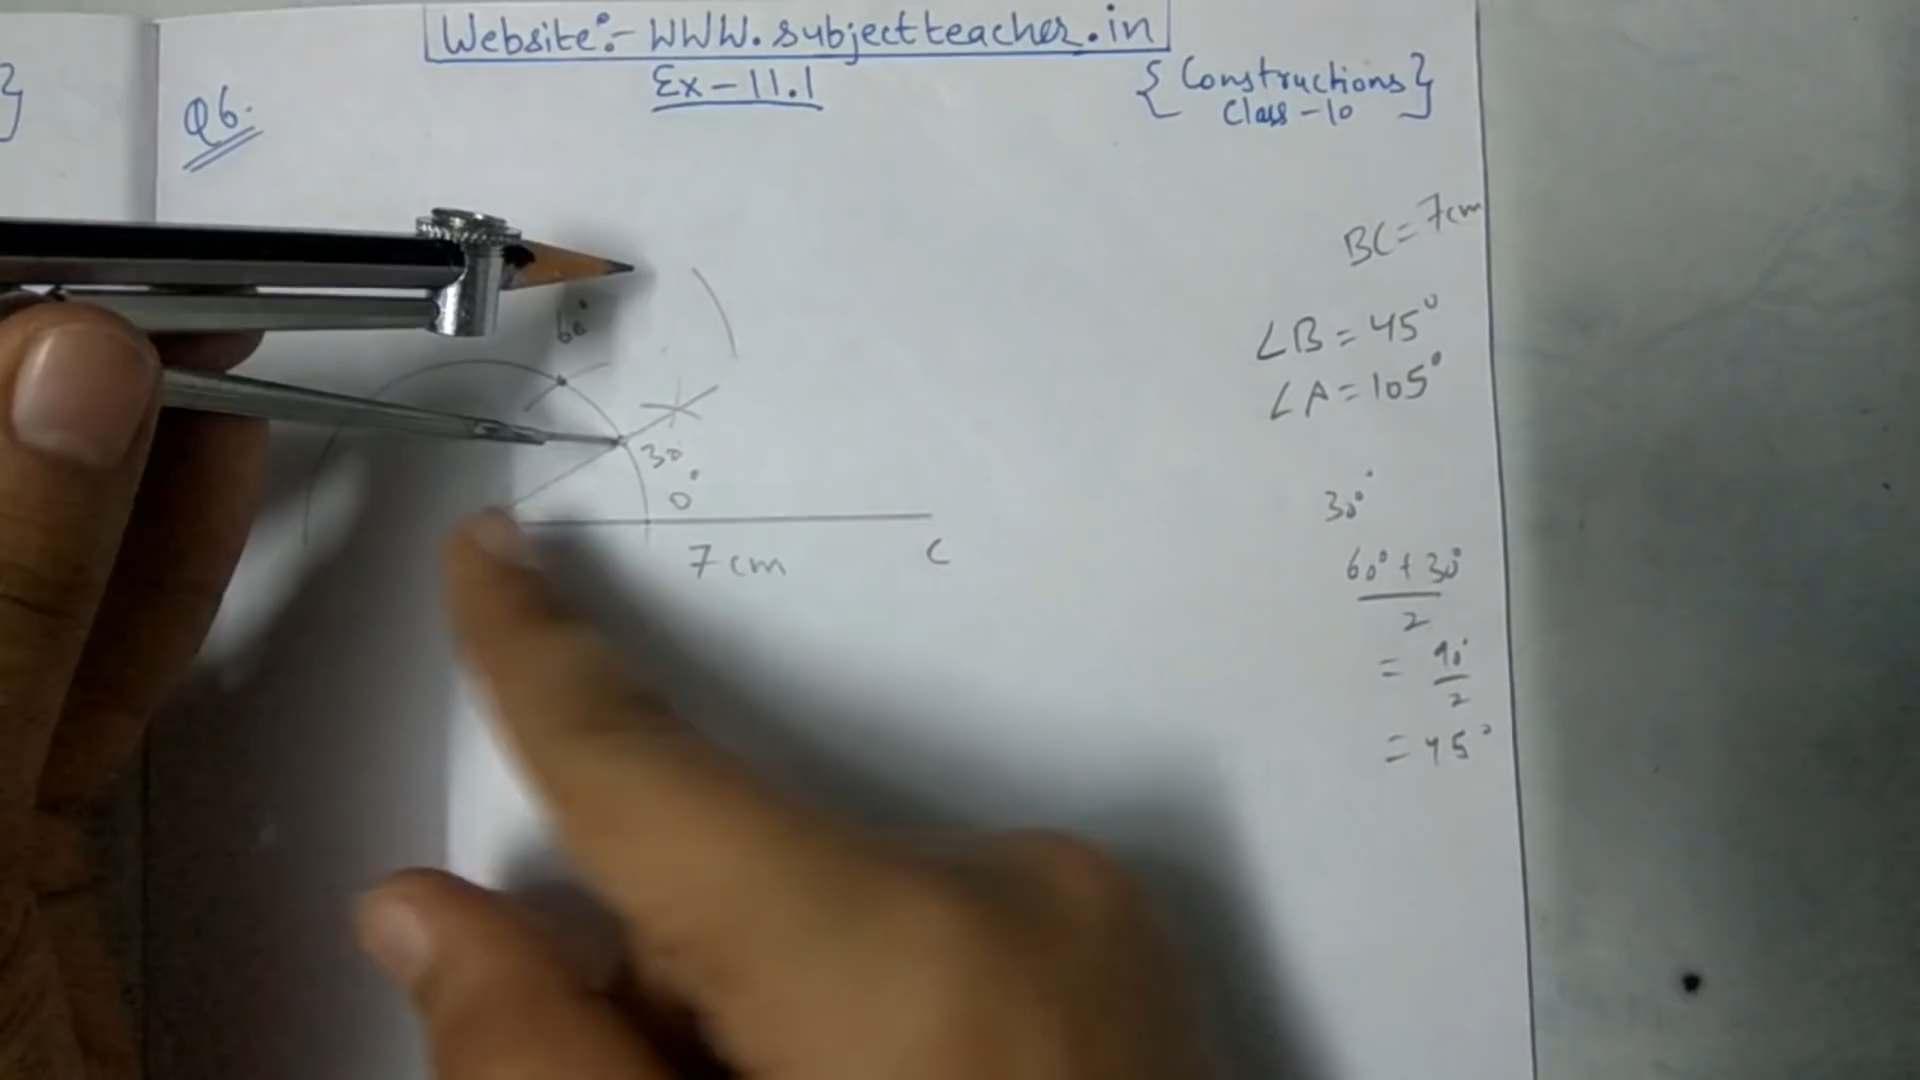 Website:- WWW.subjectteacher.in
Ex-11.1
{Constructions}
Class-10
}
Q6.
BC=7cm
∠B=45°
∠A=105°
60°
30°
0°
7cm
C
30°
60°+30°
2
= 90°
2
=45°